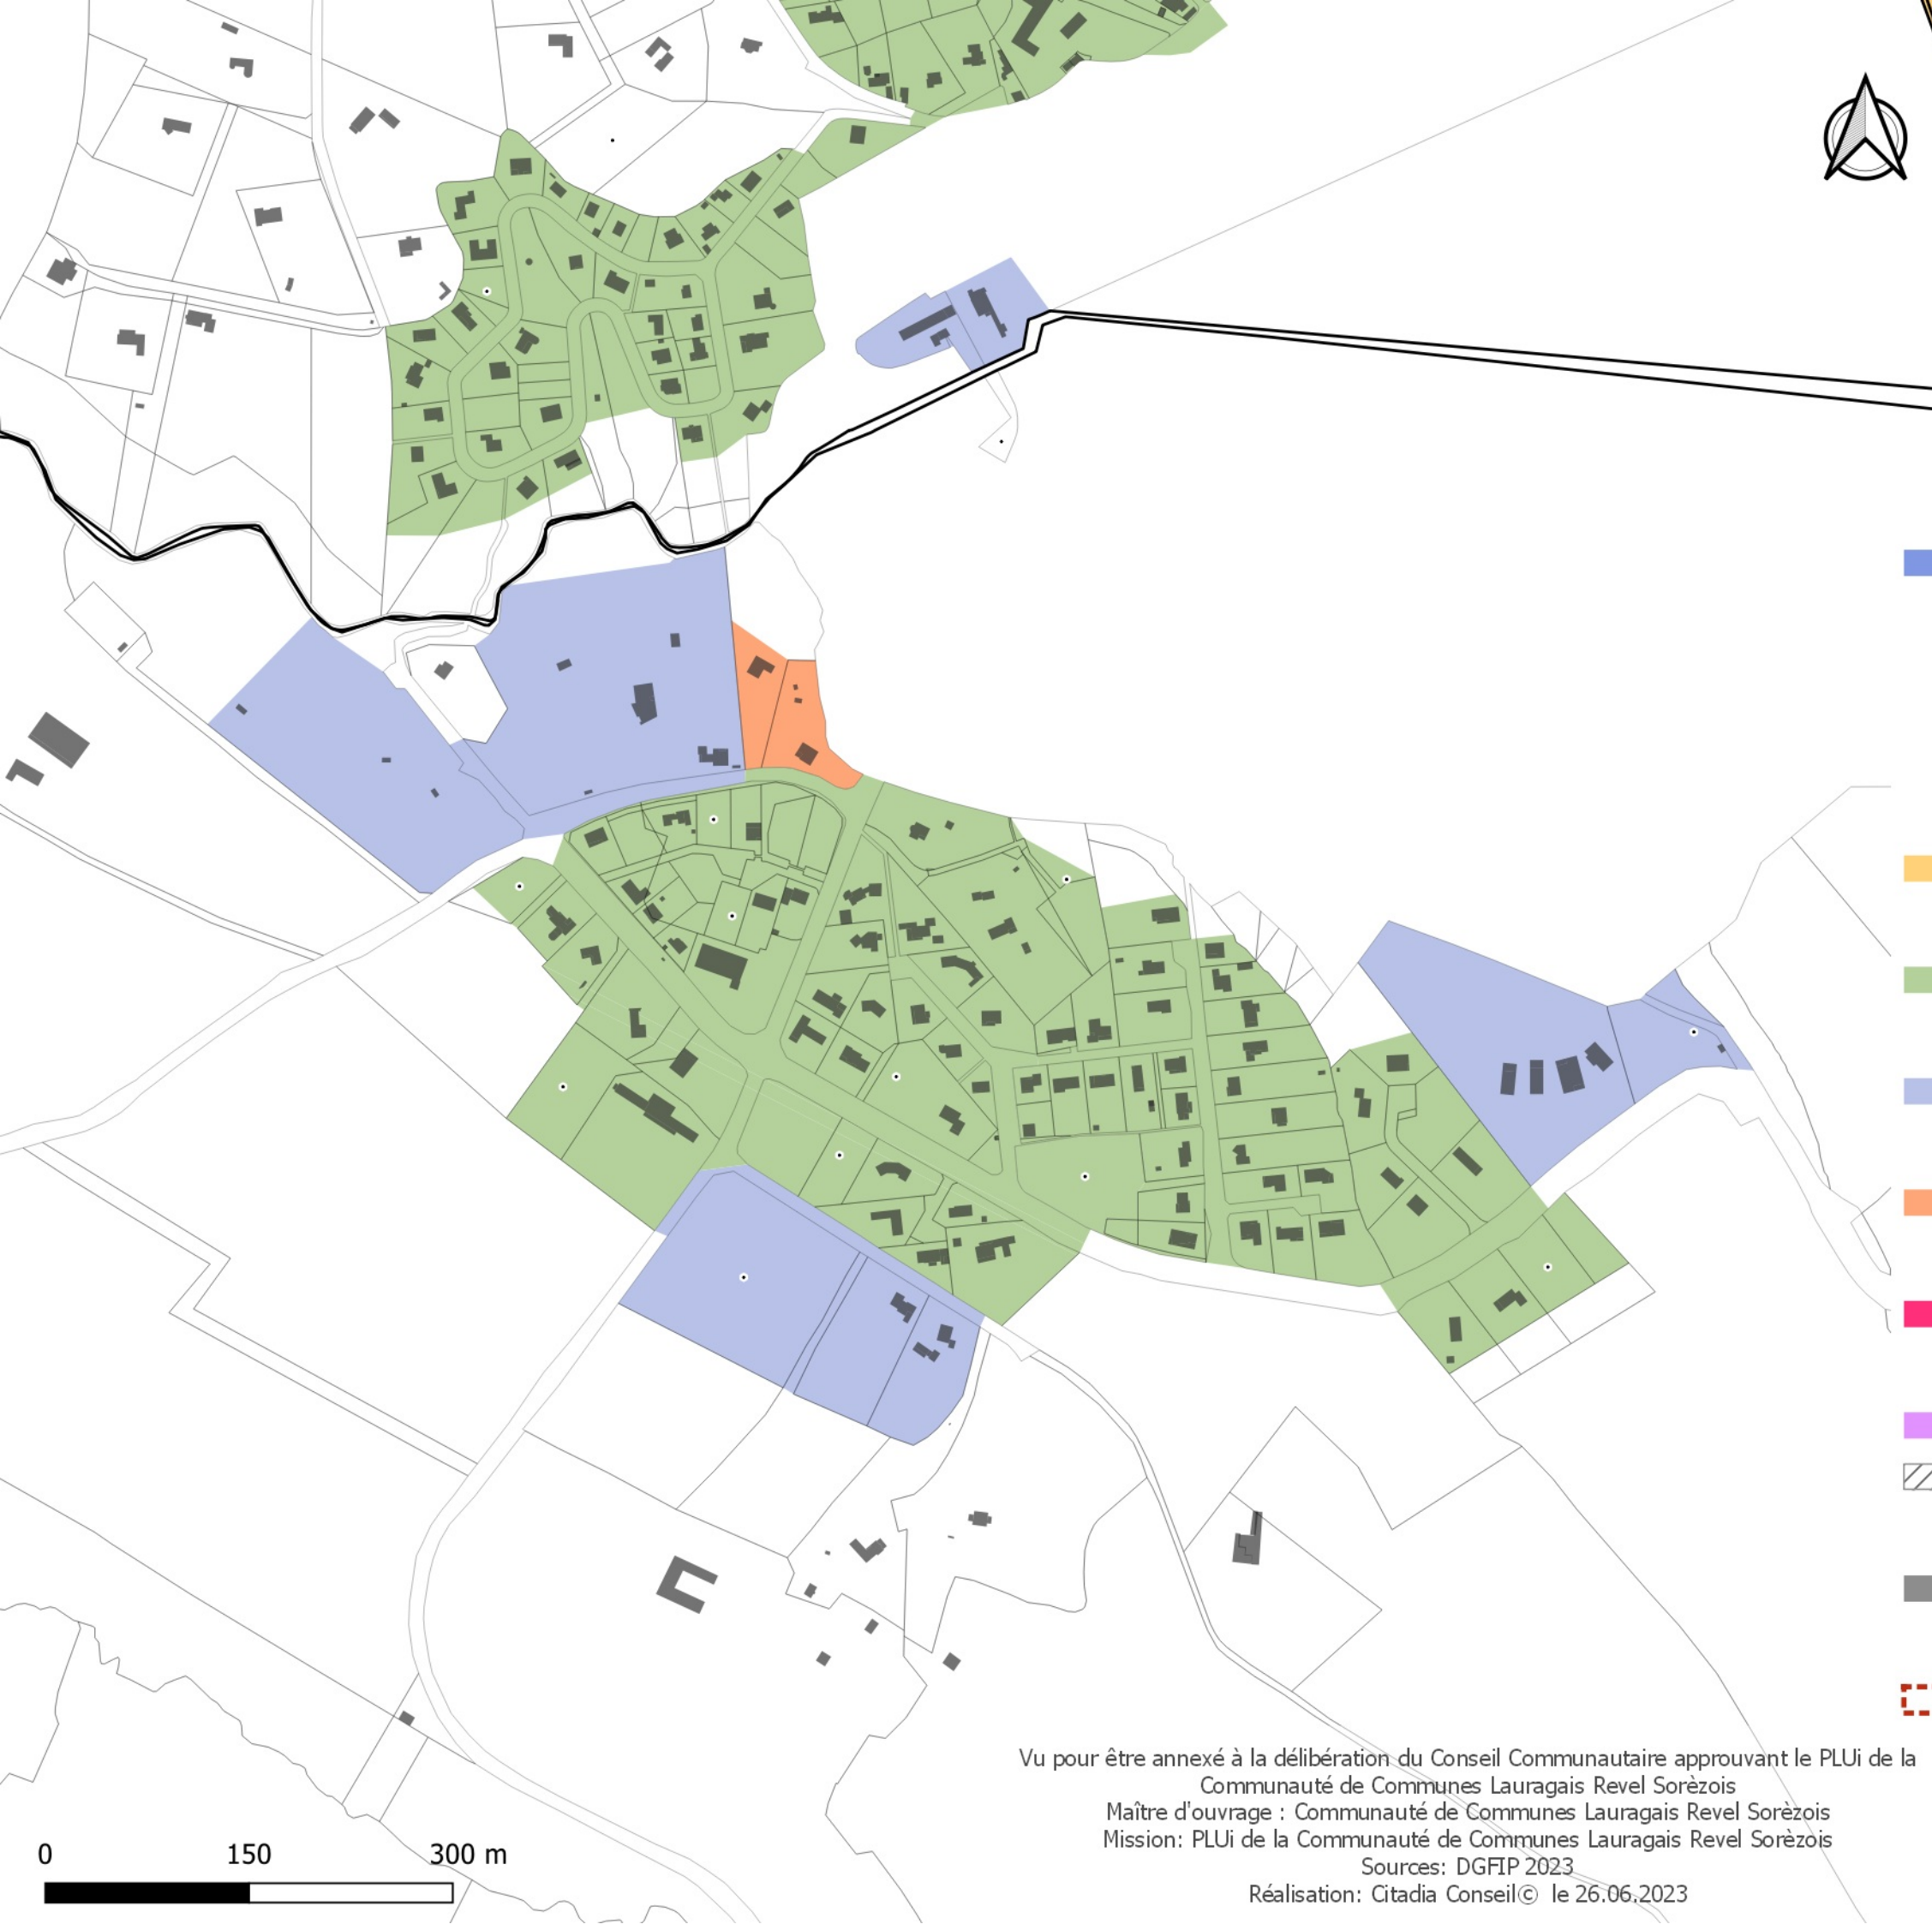 0 150 300 m
Vu pour être annexé à la délibération du Conseil Communautaire approuvant le PLUi de la
Communauté de Communes Lauragais Revel Sorèzois
Maître d'ouvrage : Communauté de Communes Lauragais Revel Sorèzois
Mission: PLUi de la Communauté de Communes Lauragais Revel Sorèzois
Sources: DGFIP 2023
Réalisation: Citadia Conseil© le 26.06.2023